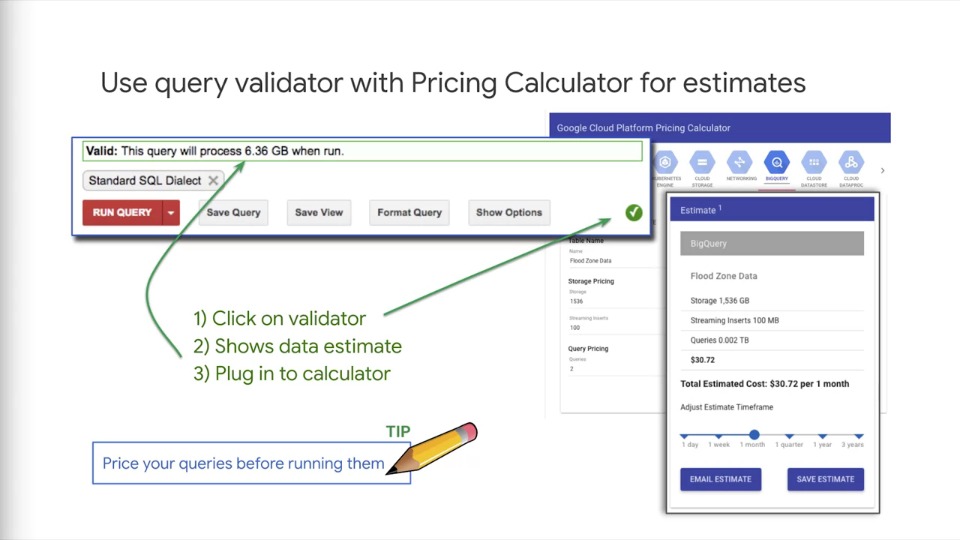 Use query validator with Pricing Calculator for estimates
Google Cloud Platform Pricing Calculator
Valid: This query will process 6.36 GB when run.
Standard SQL Dialect
RUN QUERY
Save Query
Save View
Format Query
Show Options
ENGINE
CLOUD
STORAGE
NETWORKING
BIGQUERY
CLOUD
DATASTORE
CLOUD
DATAPROC
Table Name
Name
Flood Zone Data
Storage Pricing
Storage
1536
Streaming Inserts
100
Query Pricing
Queries
2
Estimate 1
BigQuery
Flood Zone Data
Storage 1,536 GB
Streaming Inserts 100 MB
Queries 0.002 TB
$30.72
Total Estimated Cost: $30.72 per 1 month
Adjust Estimate Timeframe
1 day 1 week 1 month 1 quarter 1 year 3 years
EMAIL ESTIMATE
SAVE ESTIMATE
1) Click on validator
2) Shows data estimate
3) Plug in to calculator
TIP
Price your queries before running them